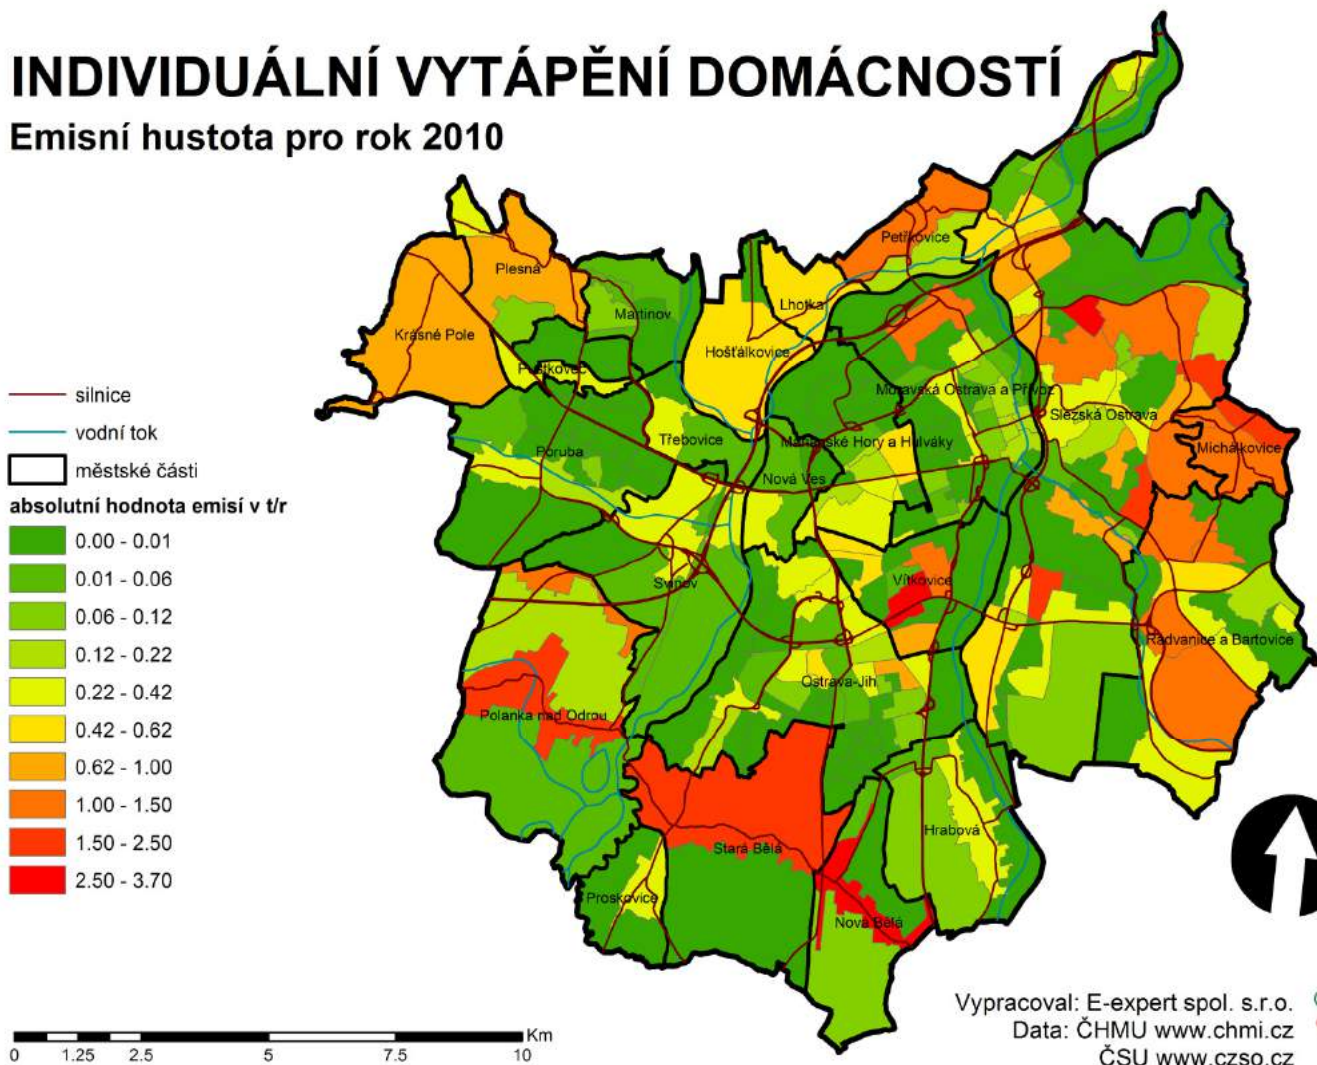 INDIVIDUÁLNÍ VYTÁPĚNÍ DOMÁCNOSTÍ
Emisní hustota pro rok 2010
Petřkovice
Plesná
Lhotka
Martinov
Krásné Pole
Hošťálkovice
Pustkovec
silnice
Moravská Ostrava a Přívoz
Slezská Ostrava
vodní tok
Třebovice
Mariánské Hory a Hulváky
Michálkovice
Poruba
městské části
Nová Ves
absolutní hodnota emisí v t/r
0.00 - 0.01
0.01 - 0.06
Svinov
Vítkovice
0.06 - 0.12
Radvanice a Bartovice
0.12 - 0.22
Ostrava-Jih
0.22 - 0.42
Polanka nad Odrou
0.42 - 0.62
0.62 - 1.00
1.00 - 1.50
Hrabová
1.50 - 2.50
Stará Bělá
2.50 - 3.70
Proskovice
Nová Bělá
Vypracoval: E-expert spol. s.r.o.
Data: ČHMU www.chmi.cz
ČSU www.czso.cz
Km
0 1.25 2.5 5 7.5 10